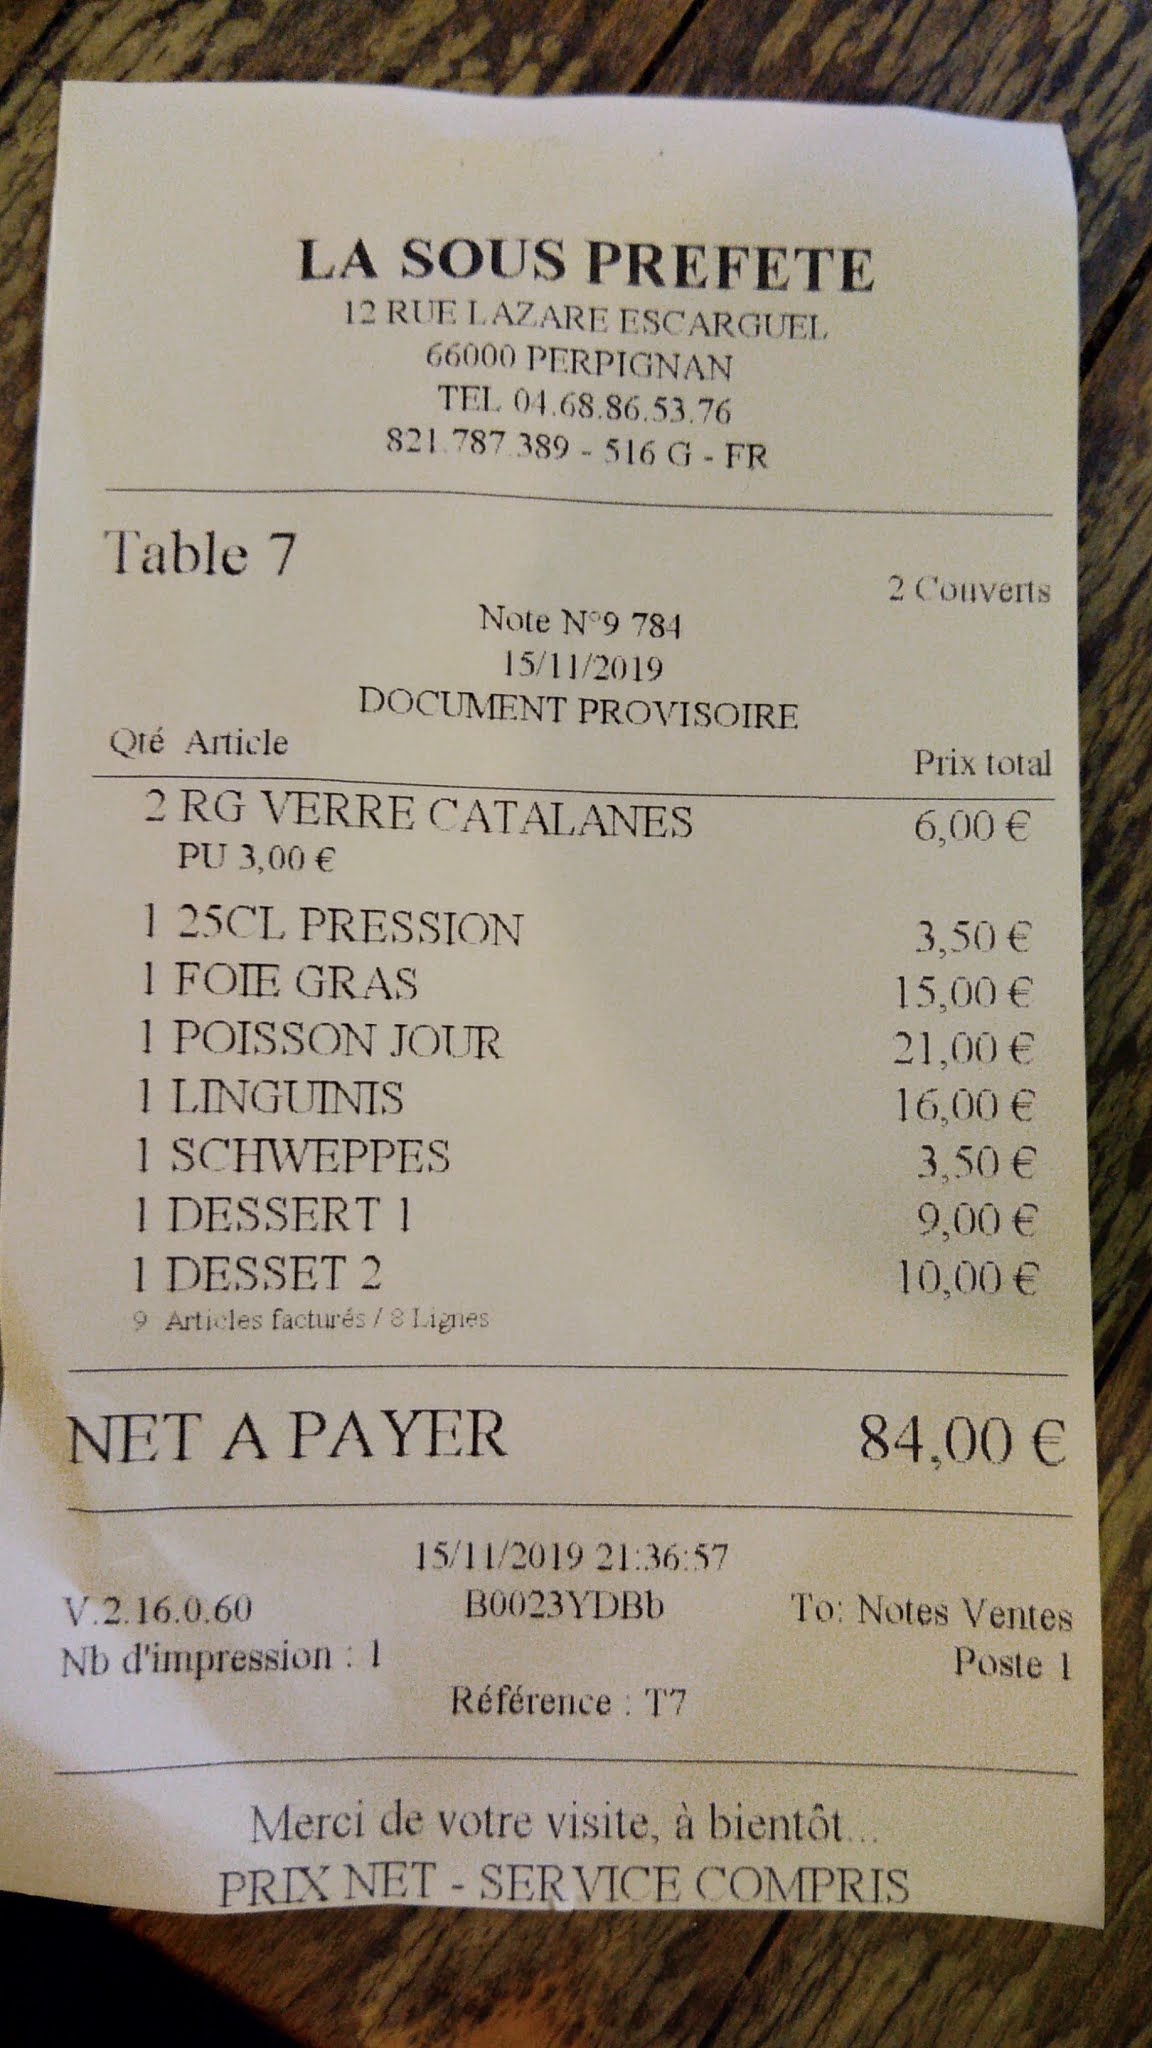 LA SOUS PREFETE
12 RUE LAZARE ESCARGUEL
66000 PERPIGNAN
TEL 04.68.86.53.76
821 787 389 - 516 G - FR
Table 7
2 Couverts
Note N°9 784
15/11/2019
DOCUMENT PROVISOIRE
Qté Article Prix total
2 RG VERRE CATALANES 6,00 €
PU 3,00 €
1 25CL PRESSION 3,50 €
1 FOIE GRAS 15,00 €
1 POISSON JOUR 21,00 €
1 LINGUINIS 16,00 €
1 SCHWEPPES 3,50 €
1 DESSERT 1 9,00 €
1 DESSET 2 10,00 €
9 Articles facturés / 8 Lignes
NET A PAYER 84,00 €
15/11/2019 21:36:57
V.2.16.0.60 B0023YDBb To: Notes Ventes
Nb d'impression : 1 Poste 1
Référence : T7
Merci de votre visite, à bientôt...
PRIX NET - SERVICE COMPRIS